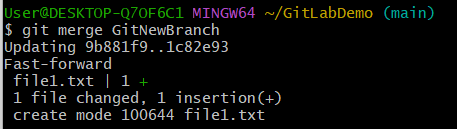 User@DESKTOP-Q7OF6C1 MINGW64 ~/GitLabDemo (main)
$ git merge GitNewBranch
Updating 9b881f9..1c82e93
Fast-forward
 file1.txt | 1 +
 1 file changed, 1 insertion(+)
 create mode 100644 file1.txt